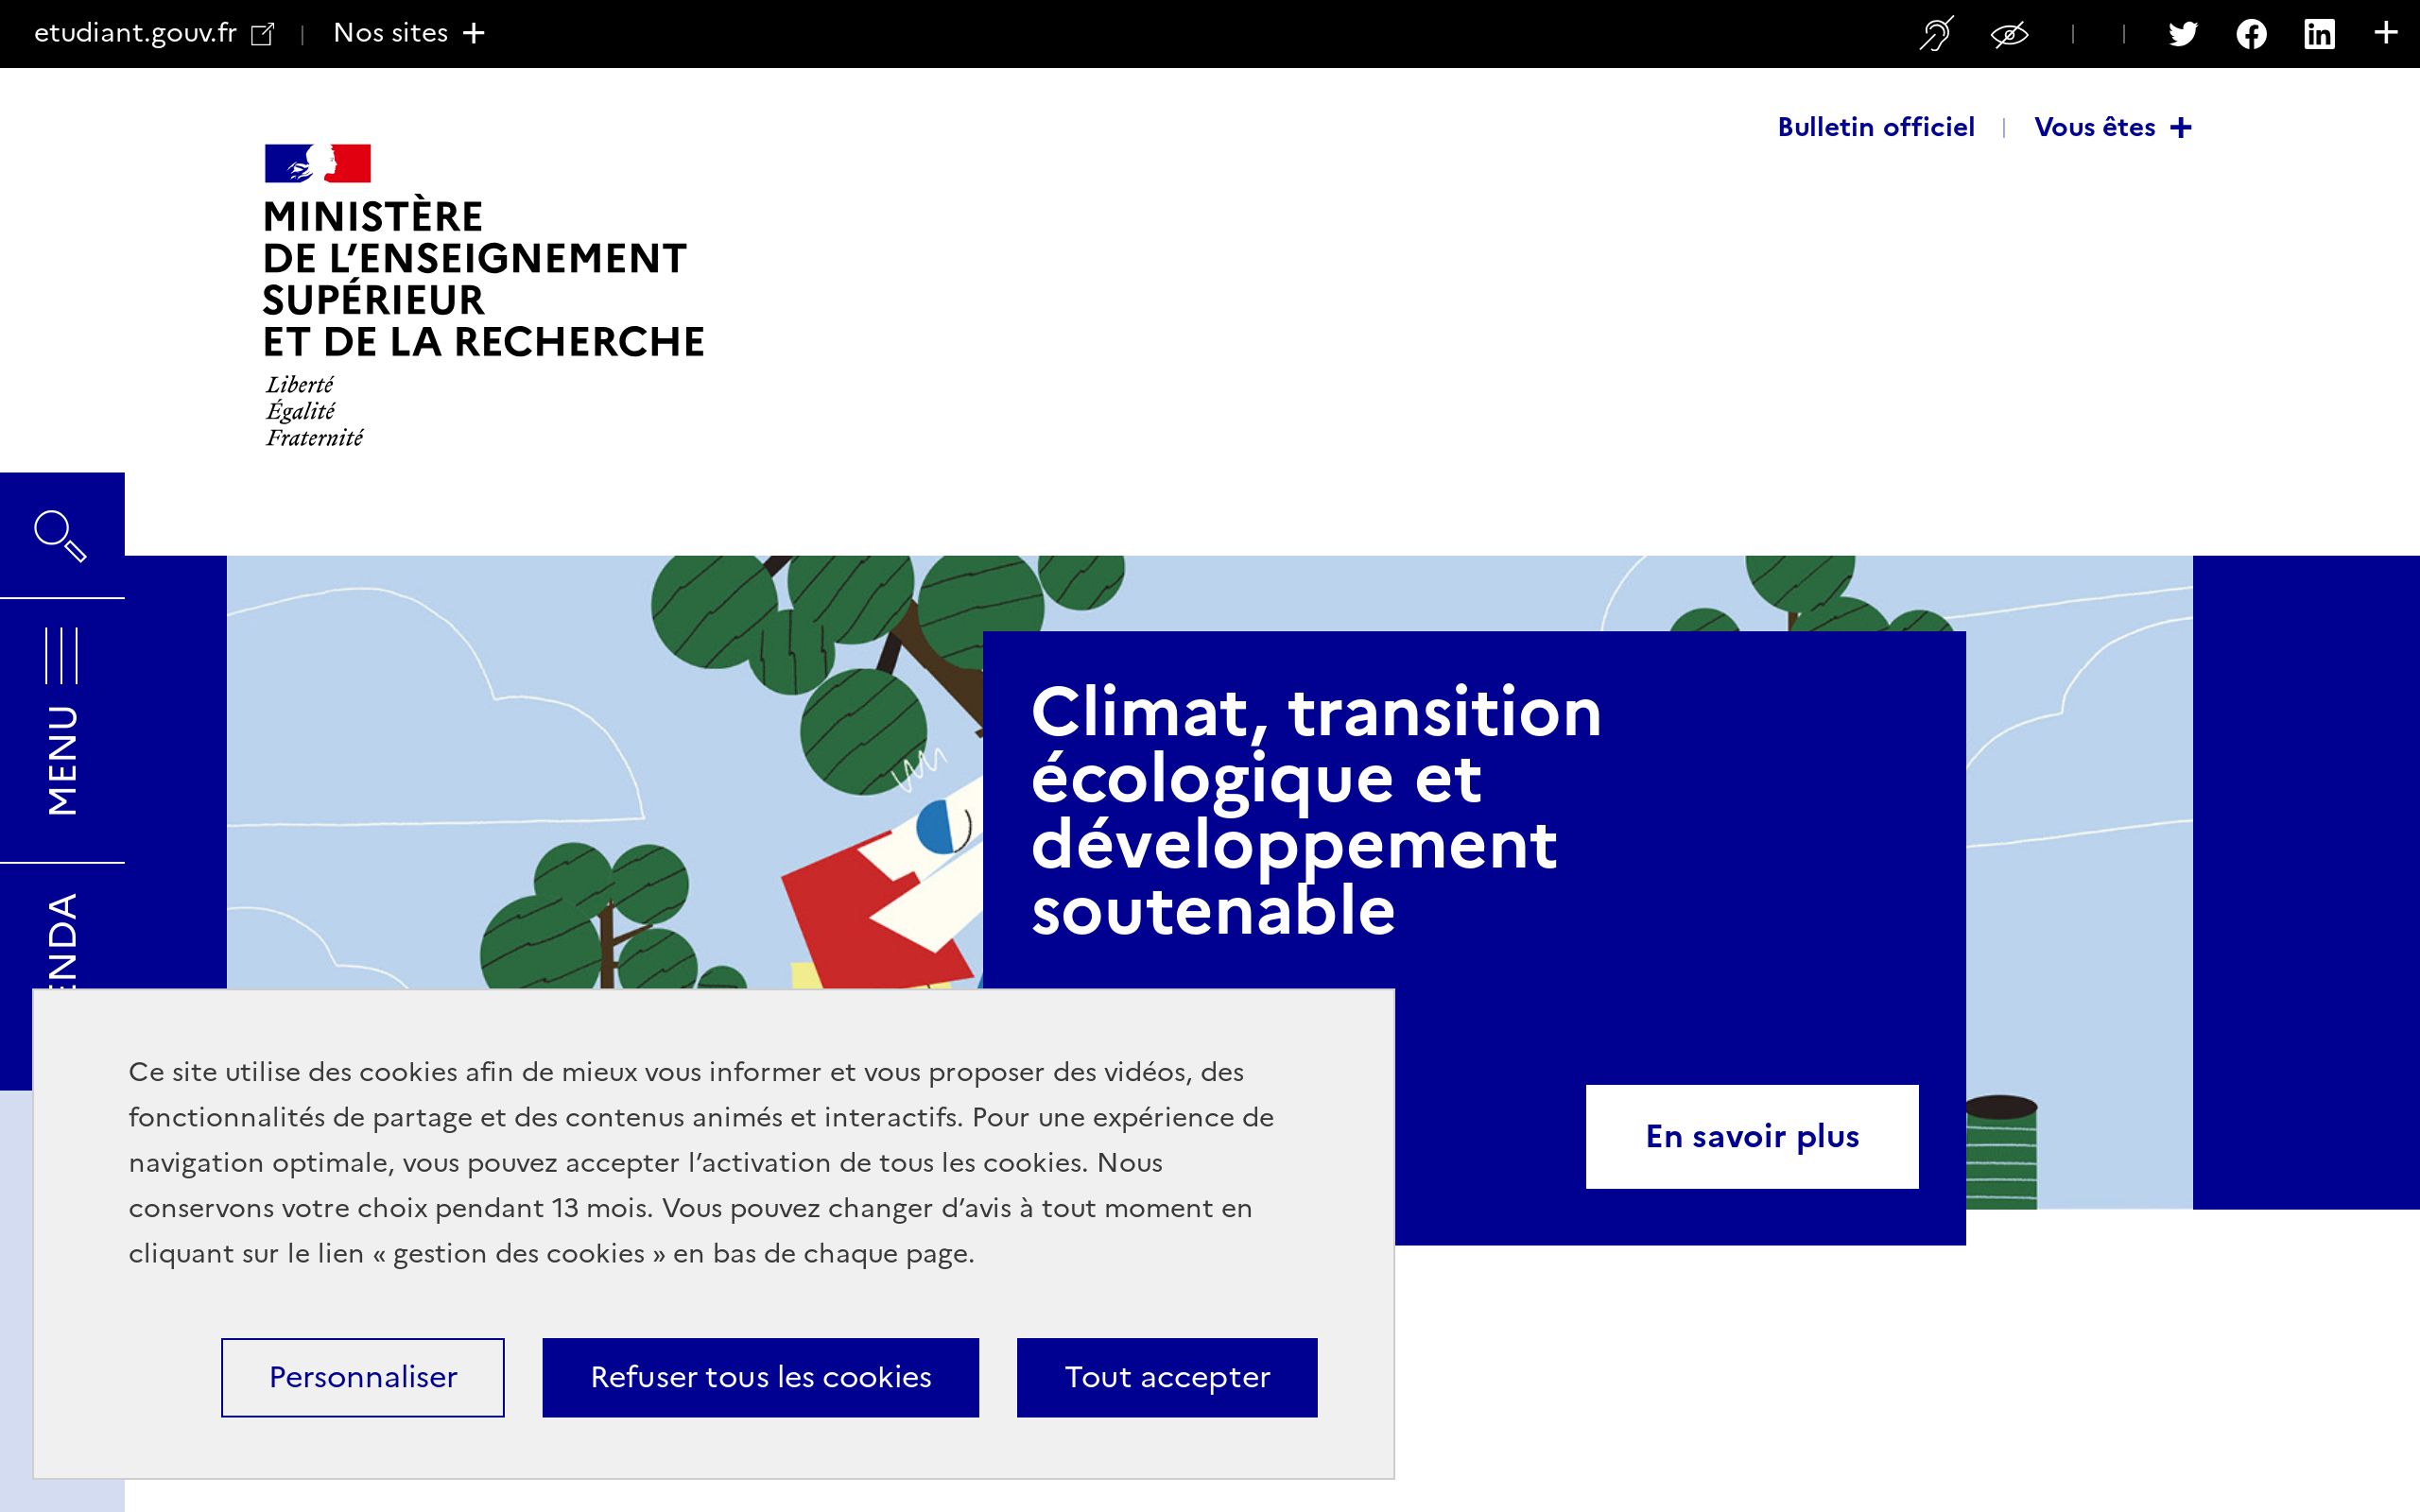 etudiant.gouv.fr | Nos sites +
Bulletin officiel | Vous êtes +
MINISTÈRE
DE L’ENSEIGNEMENT
SUPÉRIEUR
ET DE LA RECHERCHE
Liberté
Égalité
Fraternité
MENU
ENDA
Climat, transition
écologique et
développement
soutenable
En savoir plus
Ce site utilise des cookies afin de mieux vous informer et vous proposer des vidéos, des
fonctionnalités de partage et des contenus animés et interactifs. Pour une expérience de
navigation optimale, vous pouvez accepter l’activation de tous les cookies. Nous
conservons votre choix pendant 13 mois. Vous pouvez changer d’avis à tout moment en
cliquant sur le lien « gestion des cookies » en bas de chaque page.
Personnaliser
Refuser tous les cookies
Tout accepter